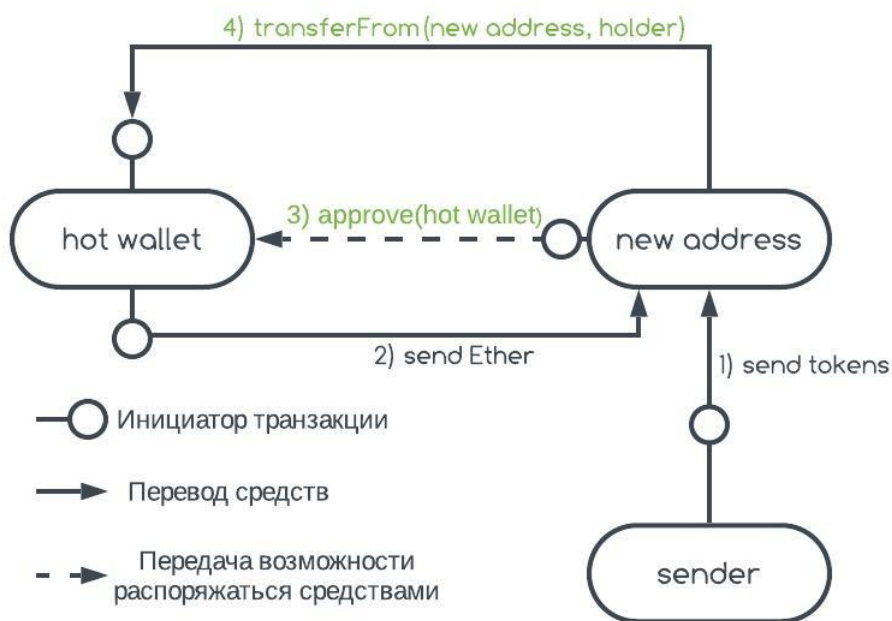 4) transferFrom(new address, holder)
3) approve(hot wallet)
hot wallet
new address
2) send Ether
1) send tokens
Инициатор транзакции
Перевод средств
Передача возможности
распоряжаться средствами
sender